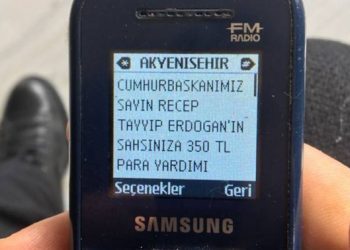 FM
RADIO
AKYENISEHIR
CUMHURBASKANIMIZ
SAYIN RECEP
TAYYIP ERDOGAN'IN
SAHSINIZA 350 TL
PARA YARDIMI
Seçenekler Geri
SAMSUNG